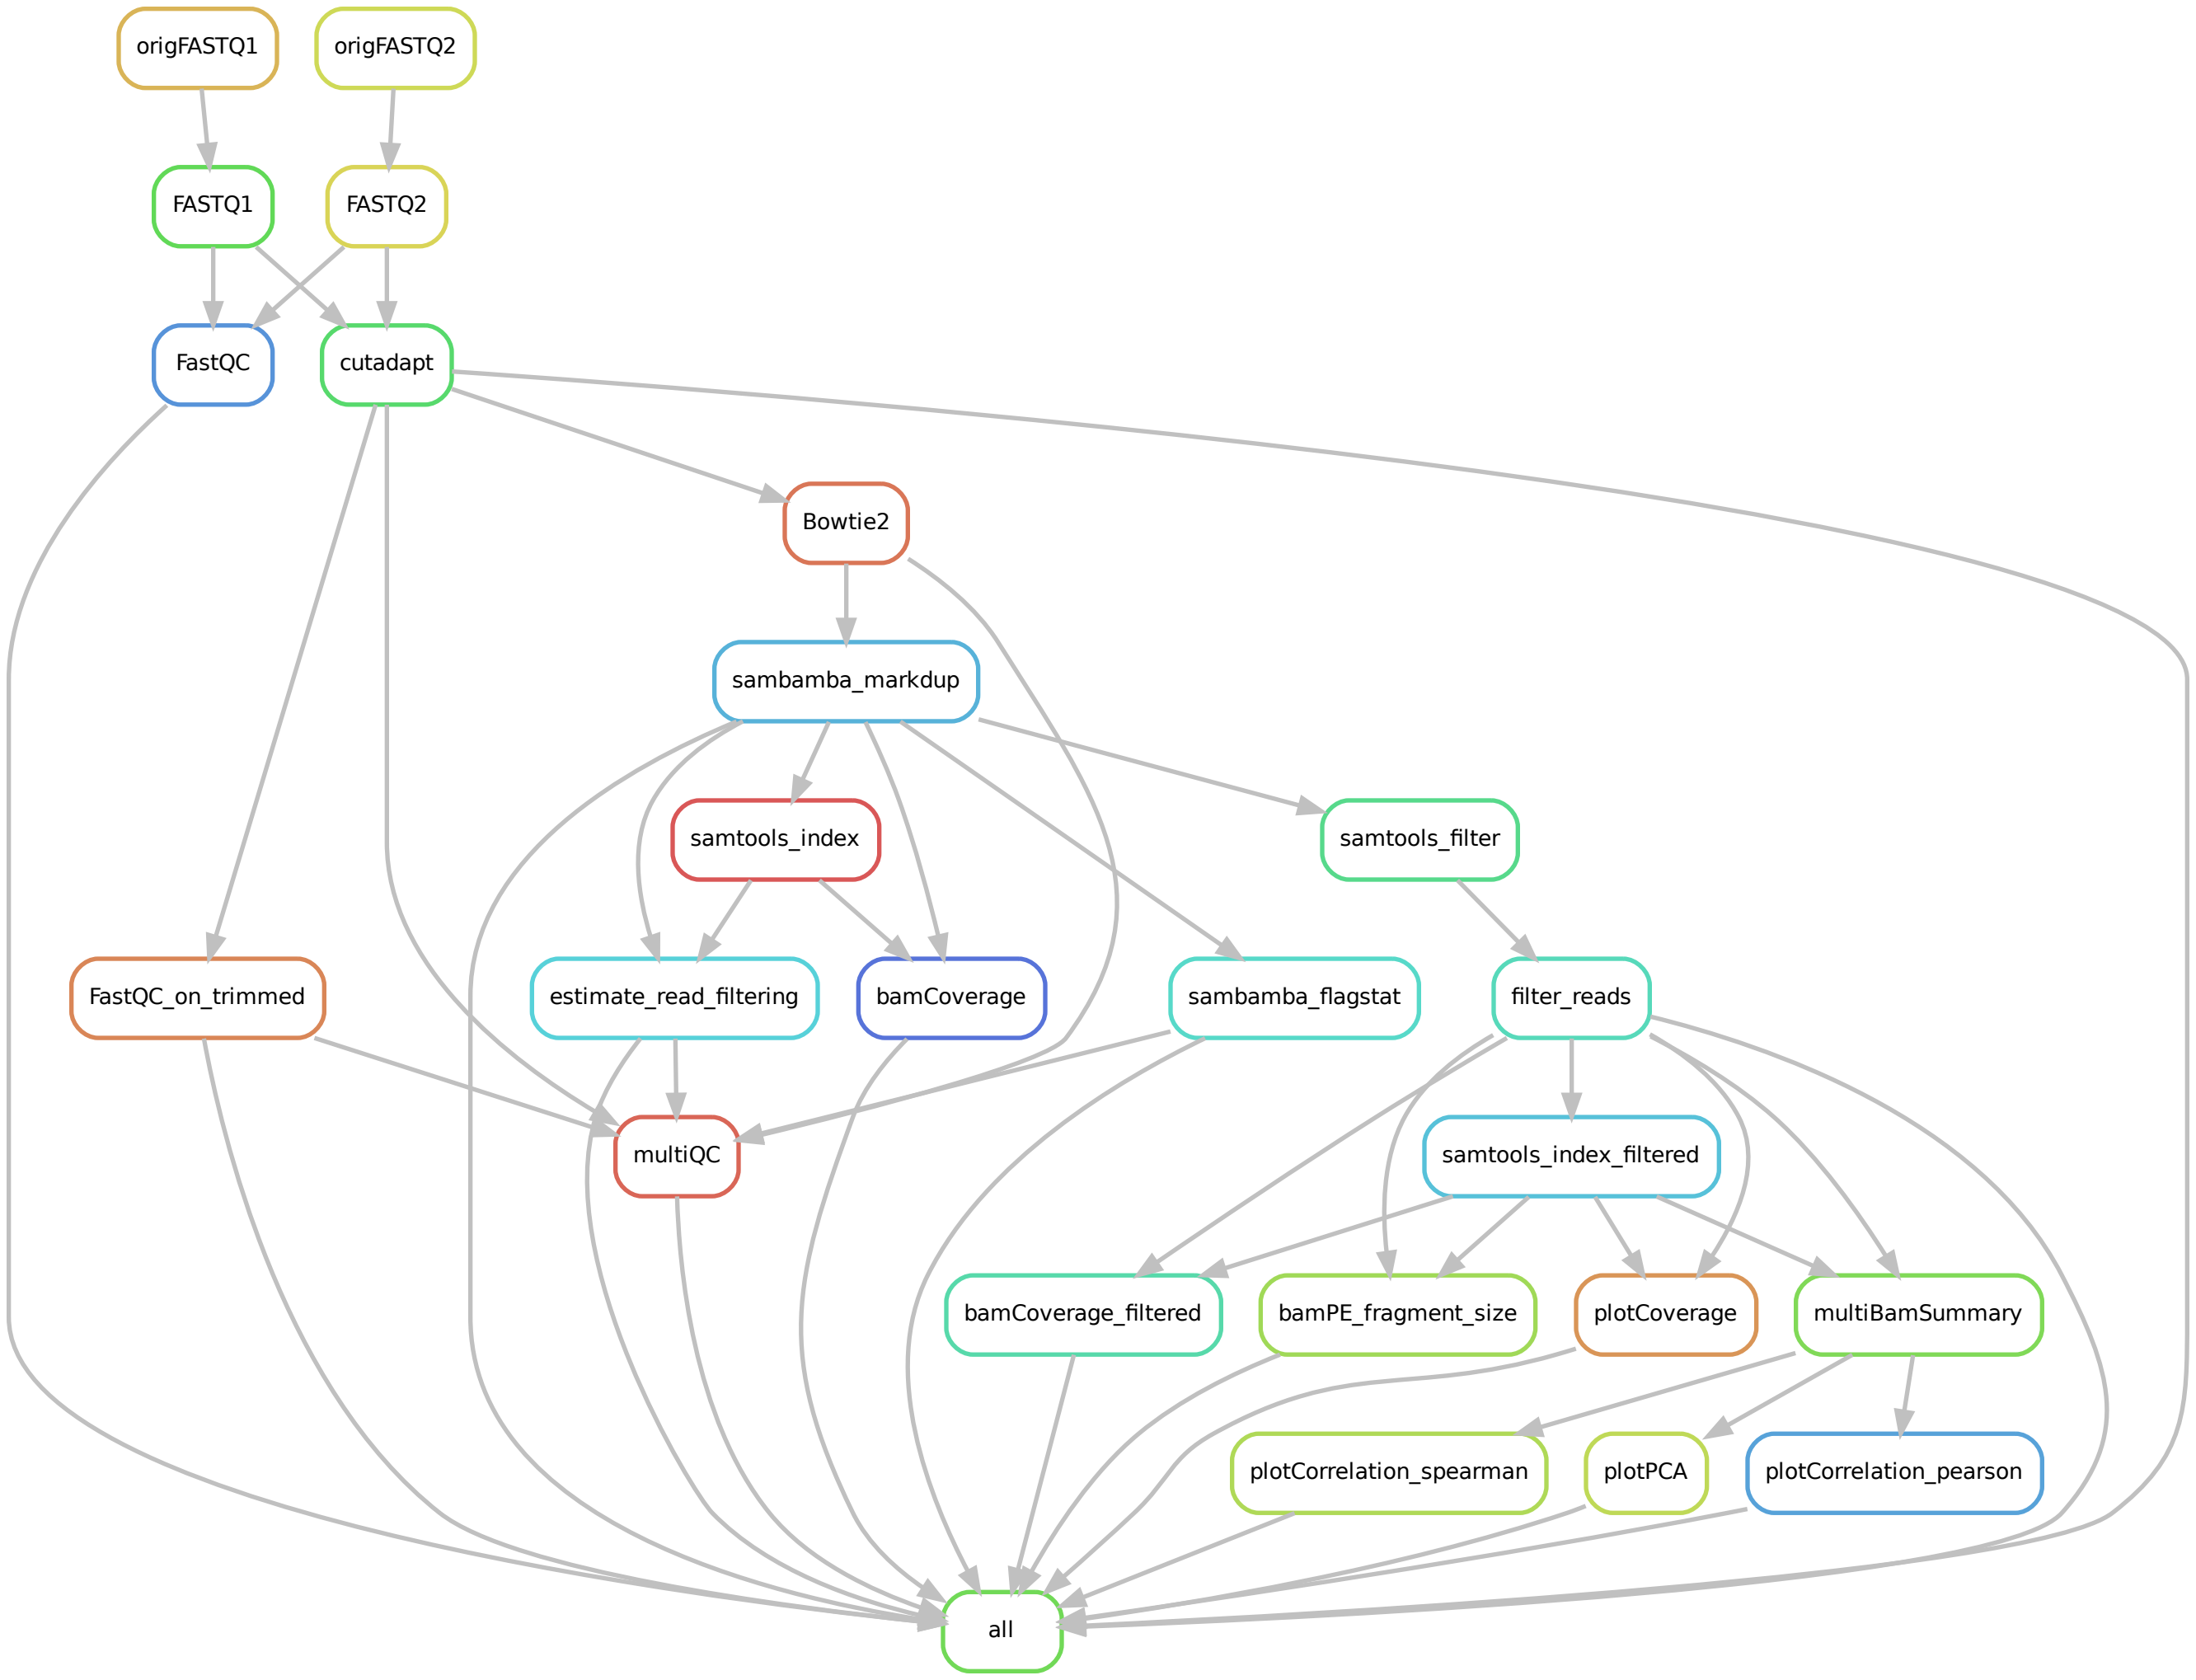 origFASTQ1
origFASTQ2
FASTQ1
FASTQ2
FastQC
cutadapt
Bowtie2
sambamba_markdup
samtools_index
samtools_filter
FastQC_on_trimmed
estimate_read_filtering
bamCoverage
sambamba_flagstat
filter_reads
multiQC
samtools_index_filtered
bamCoverage_filtered
bamPE_fragment_size
plotCoverage
multiBamSummary
plotCorrelation_spearman
plotPCA
plotCorrelation_pearson
all